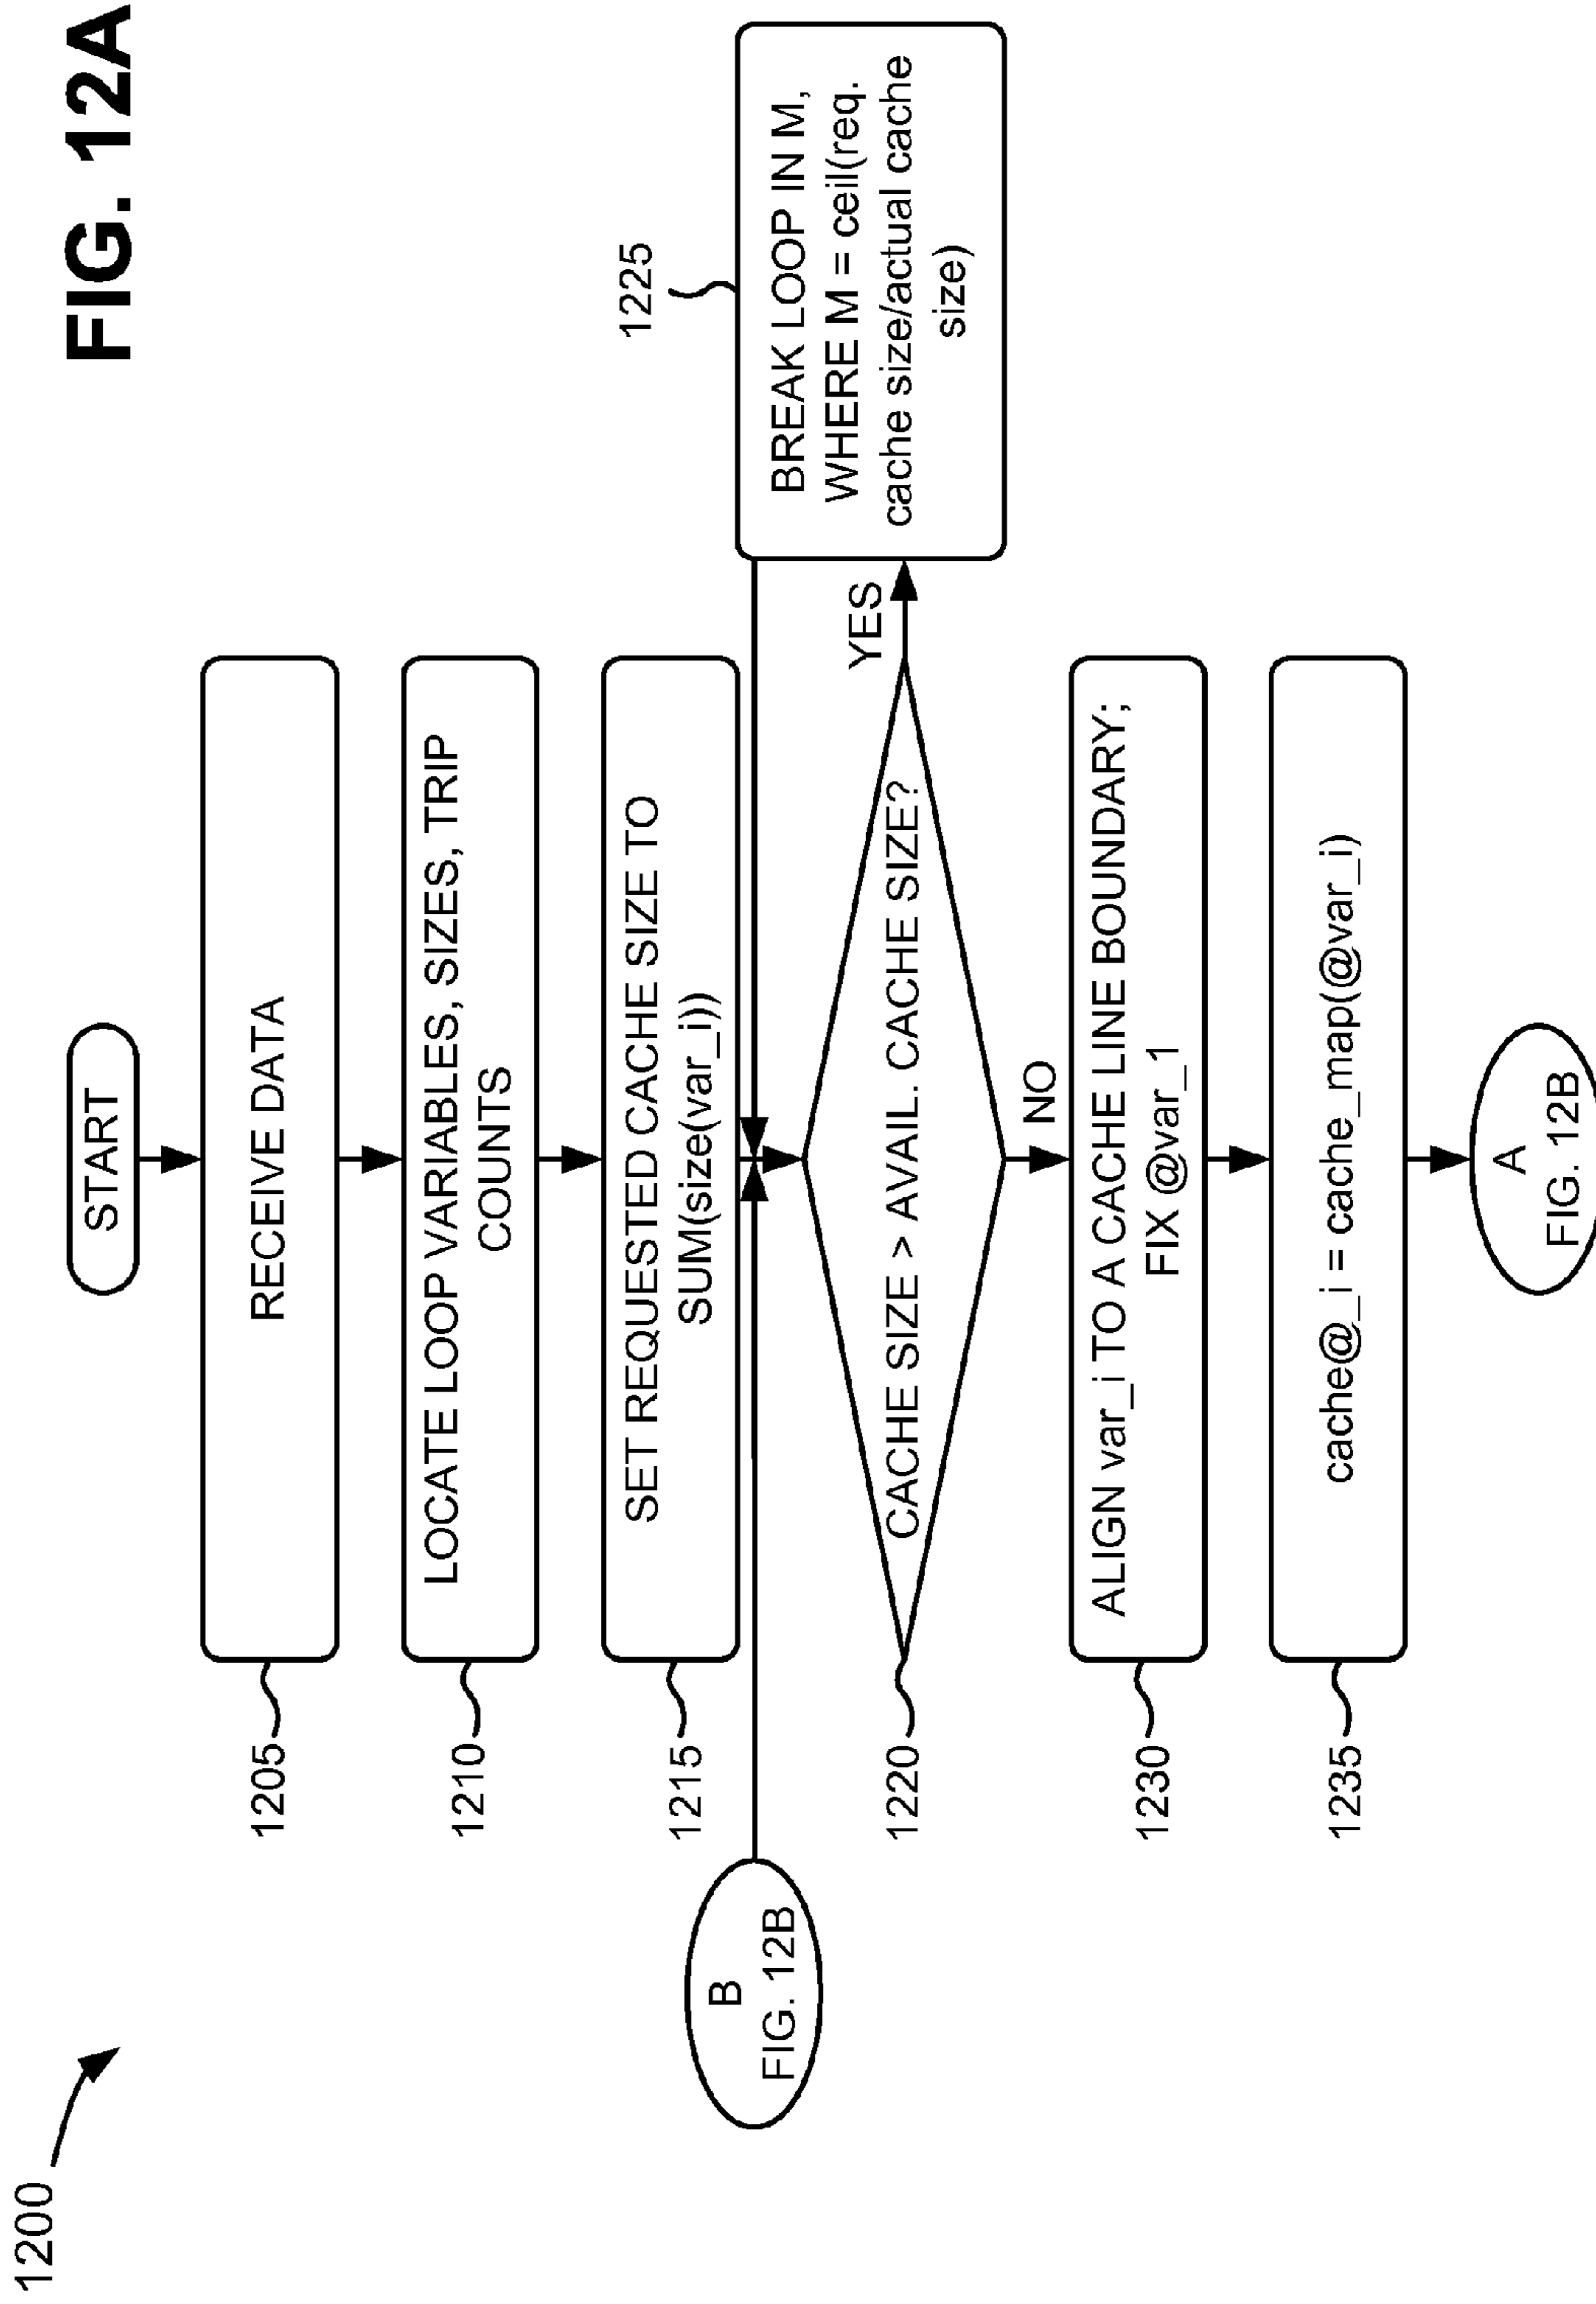 FIG. 12A
1200
START
1205
RECEIVE DATA
1210
LOCATE LOOP VARIABLES, SIZES, TRIP
COUNTS
1215
SET REQUESTED CACHE SIZE TO
SUM(size(var_i))
B
FIG. 12B
1220
CACHE SIZE > AVAIL. CACHE SIZE?
YES
1225
BREAK LOOP IN M,
WHERE M = ceil(req.
cache size/actual cache
size)
NO
1230
ALIGN var_i TO A CACHE LINE BOUNDARY;
FIX @var_1
1235
cache@_i = cache_map(@var_i)
A
FIG. 12B